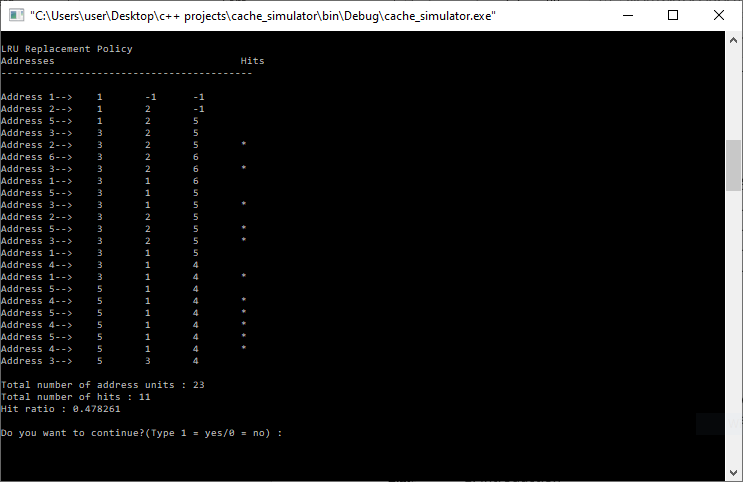 "C:\Users\user\Desktop\c++ projects\cache_simulator\bin\Debug\cache_simulator.exe"
LRU Replacement Policy
Addresses Hits
------------------------------------------
Address 1--> 1 -1 -1
Address 2--> 1 2 -1
Address 5--> 1 2 5
Address 3--> 3 2 5
Address 2--> 3 2 5 *
Address 6--> 3 2 6
Address 3--> 3 2 6 *
Address 1--> 3 1 6
Address 5--> 3 1 5
Address 3--> 3 1 5 *
Address 2--> 3 2 5
Address 5--> 3 2 5 *
Address 3--> 3 2 5 *
Address 1--> 3 1 5
Address 4--> 3 1 4
Address 1--> 3 1 4 *
Address 5--> 5 1 4
Address 4--> 5 1 4 *
Address 5--> 5 1 4 *
Address 4--> 5 1 4 *
Address 5--> 5 1 4 *
Address 4--> 5 1 4 *
Address 3--> 5 3 4
Total number of address units : 23
Total number of hits : 11
Hit ratio : 0.478261
Do you want to continue?(Type 1 = yes/0 = no) :